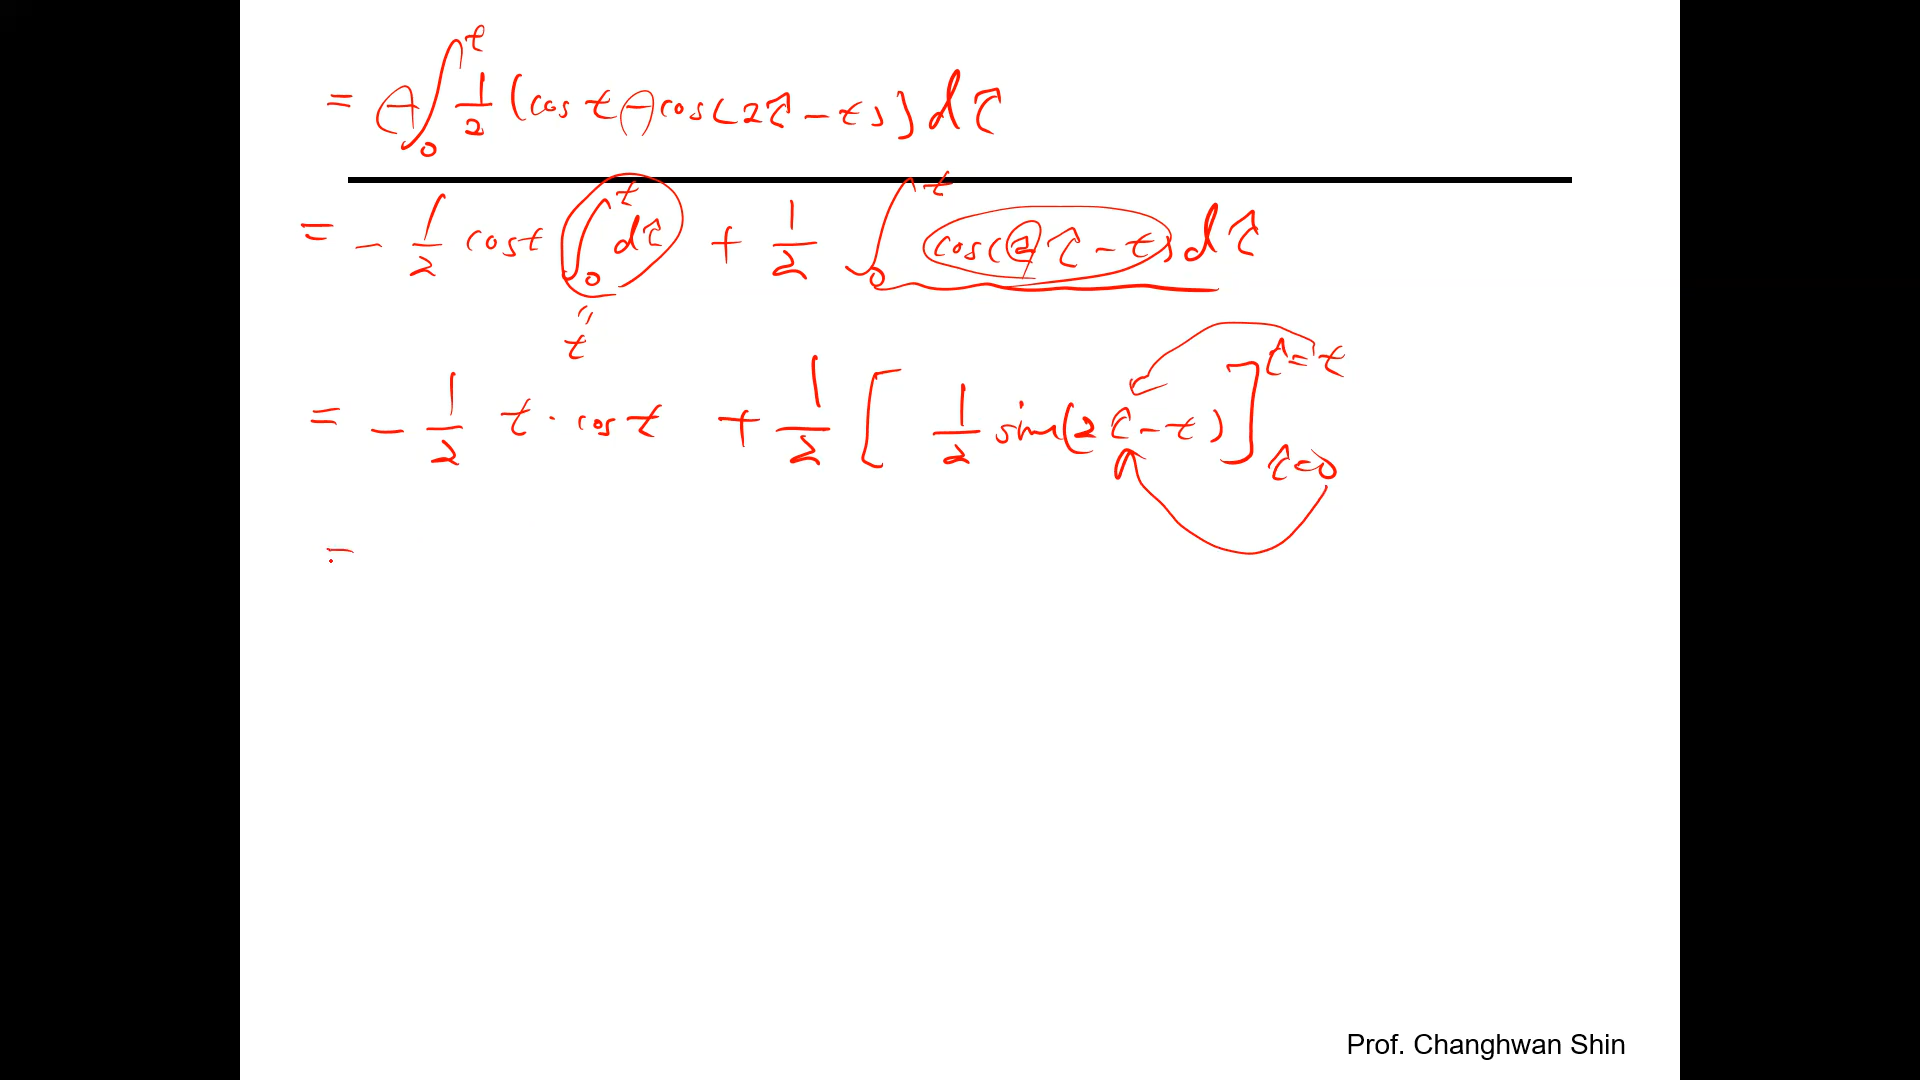 = -∫₀ᵗ 1/2 (cos t - cos(2τ - t)) dτ
= - 1/2 cos t ∫₀ᵗ dτ + 1/2 ∫₀ᵗ cos(2τ - t) dτ
" t
= - 1/2 t · cos t + 1/2 [ 1/2 sin(2τ - t) ] τ=t τ=0
=
Prof. Changhwan Shin